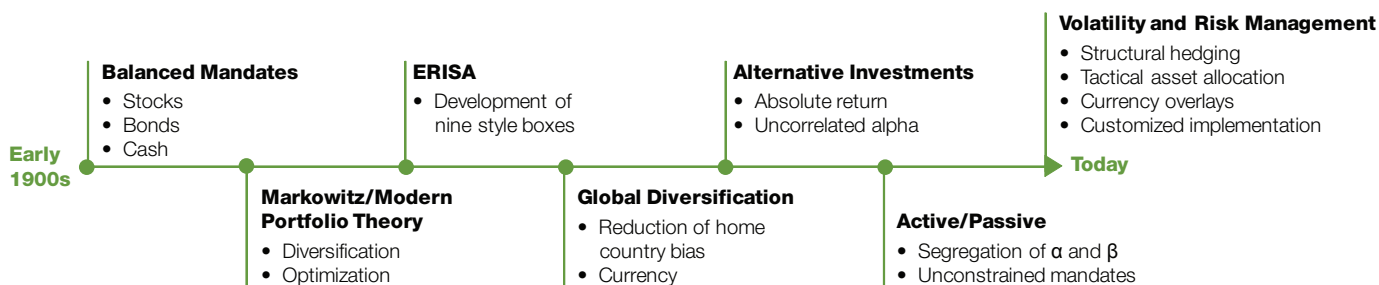 Early
1900s
Balanced Mandates
• Stocks
• Bonds
• Cash
Markowitz/Modern
Portfolio Theory
• Diversification
• Optimization
ERISA
• Development of
nine style boxes
Global Diversification
• Reduction of home
country bias
• Currency
Alternative Investments
• Absolute return
• Uncorrelated alpha
Active/Passive
• Segregation of α and β
• Unconstrained mandates
Volatility and Risk Management
• Structural hedging
• Tactical asset allocation
• Currency overlays
• Customized implementation
Today